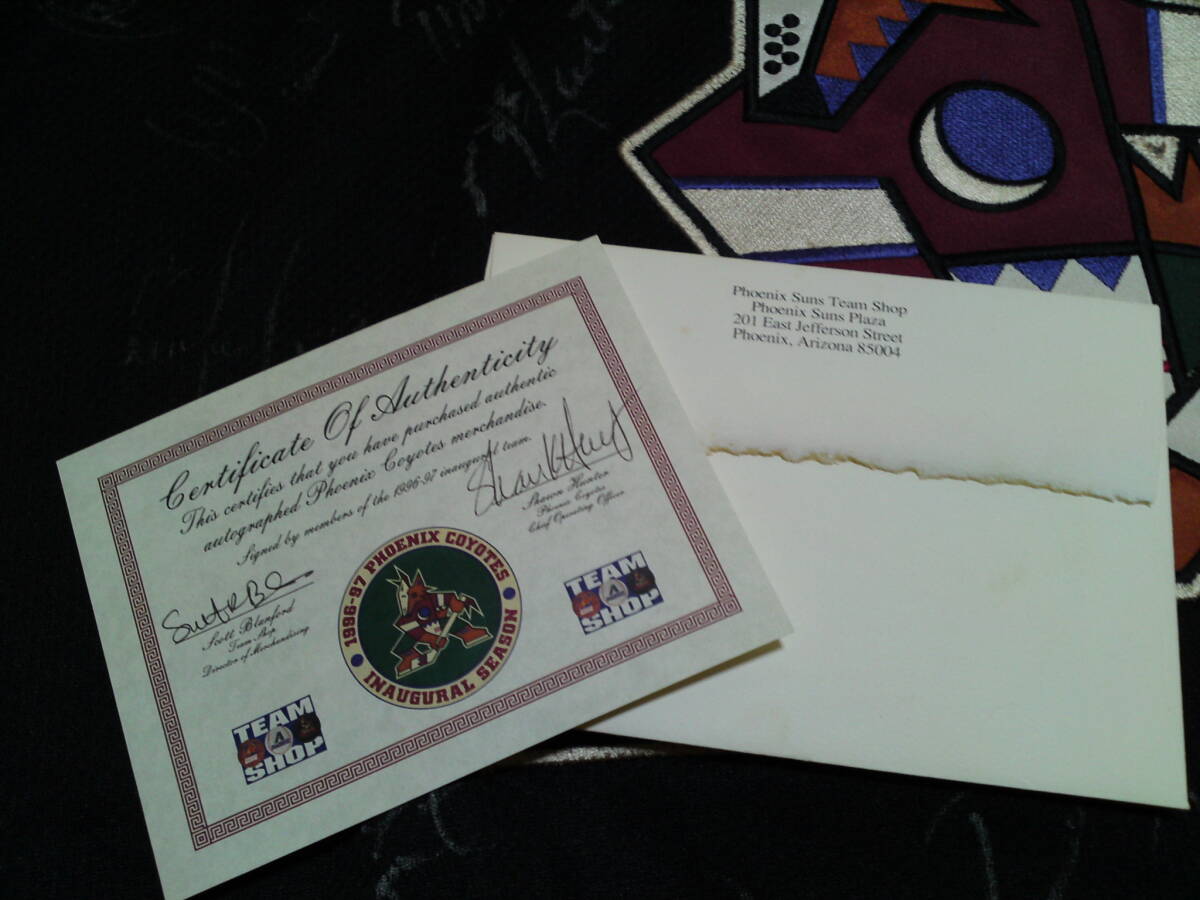 Phoenix Suns Team Shop
Phoenix Suns Plaza
201 East Jefferson Street
Phoenix, Arizona 85004
Certificate Of Authenticity
This certifies that you have purchased authentic
autographed Phoenix Coyotes merchandise.
Signed by members of the 1996-97 inaugural team.
Shawn Hunter
Phoenix Coyotes
Chief Operating Officer
Scott Blanford
Team Shop
Director of Merchandising
1996-97 PHOENIX COYOTES
INAUGURAL SEASON
TEAM
SHOP
TEAM
SHOP